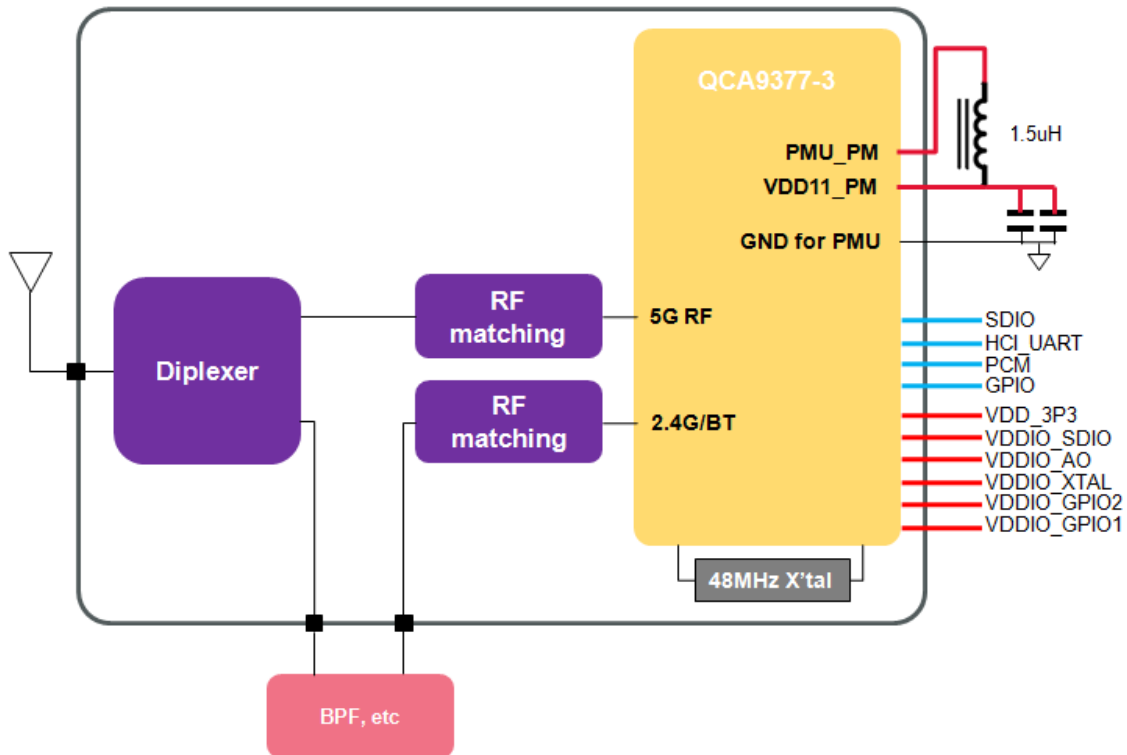 QCA9377-3
PMU_PM
1.5uH
VDD11_PM
GND for PMU
RF
matching
5G RF
Diplexer
RF
matching
2.4G/BT
SDIO
HCI_UART
PCM
GPIO
VDD_3P3
VDDIO_SDIO
VDDIO_AO
VDDIO_XTAL
VDDIO_GPIO2
VDDIO_GPIO1
48MHz X'tal
BPF, etc